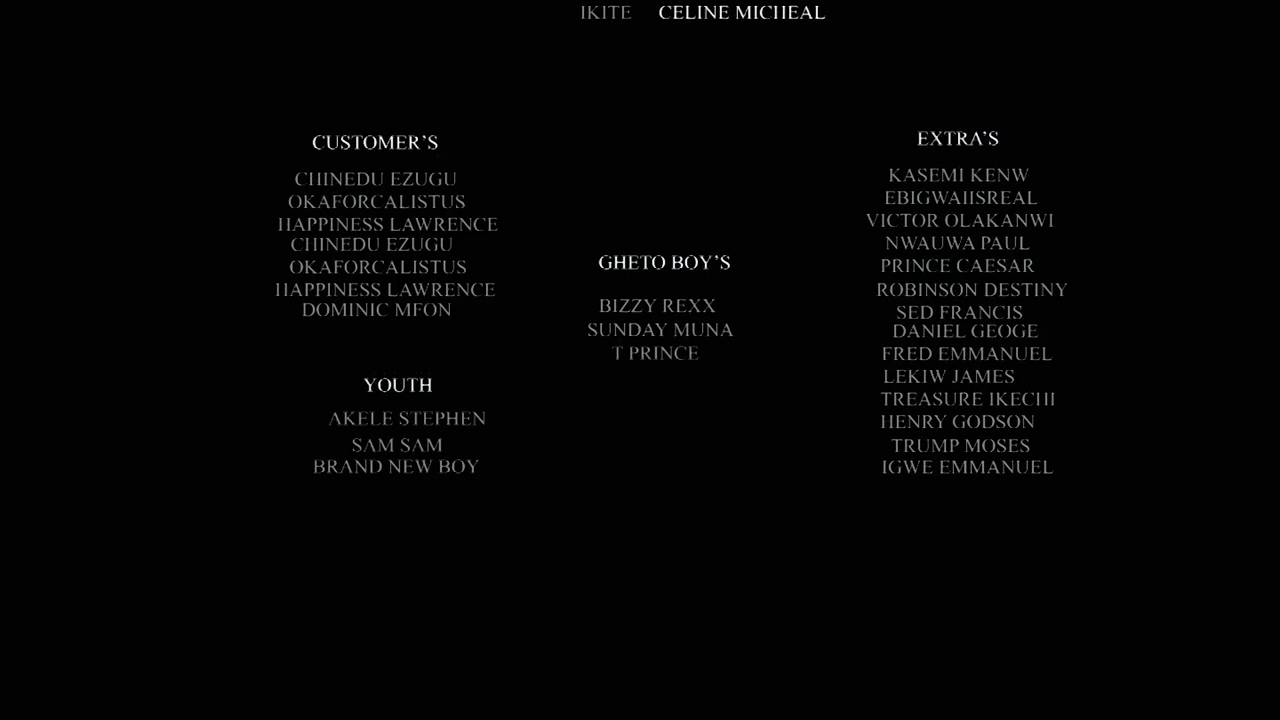 IKITE CELINE MICHEAL
CUSTOMER'S
CHINEDU EZUGU
OKAFORCALISTUS
HAPPINESS LAWRENCE
CHINEDU EZUGU
OKAFORCALISTUS
HAPPINESS LAWRENCE
DOMINIC MFON
YOUTH
AKELE STEPHEN
SAM SAM
BRAND NEW BOY
GHETO BOY'S
BIZZY REXX
SUNDAY MUNA
T PRINCE
EXTRA'S
KASEMI KENW
EBIGWAIISREAL
VICTOR OLAKANWI
NWAUWA PAUL
PRINCE CAESAR
ROBINSON DESTINY
SED FRANCIS
DANIEL GEOGE
FRED EMMANUEL
LEKIW JAMES
TREASURE IKECHI
HENRY GODSON
TRUMP MOSES
IGWE EMMANUEL